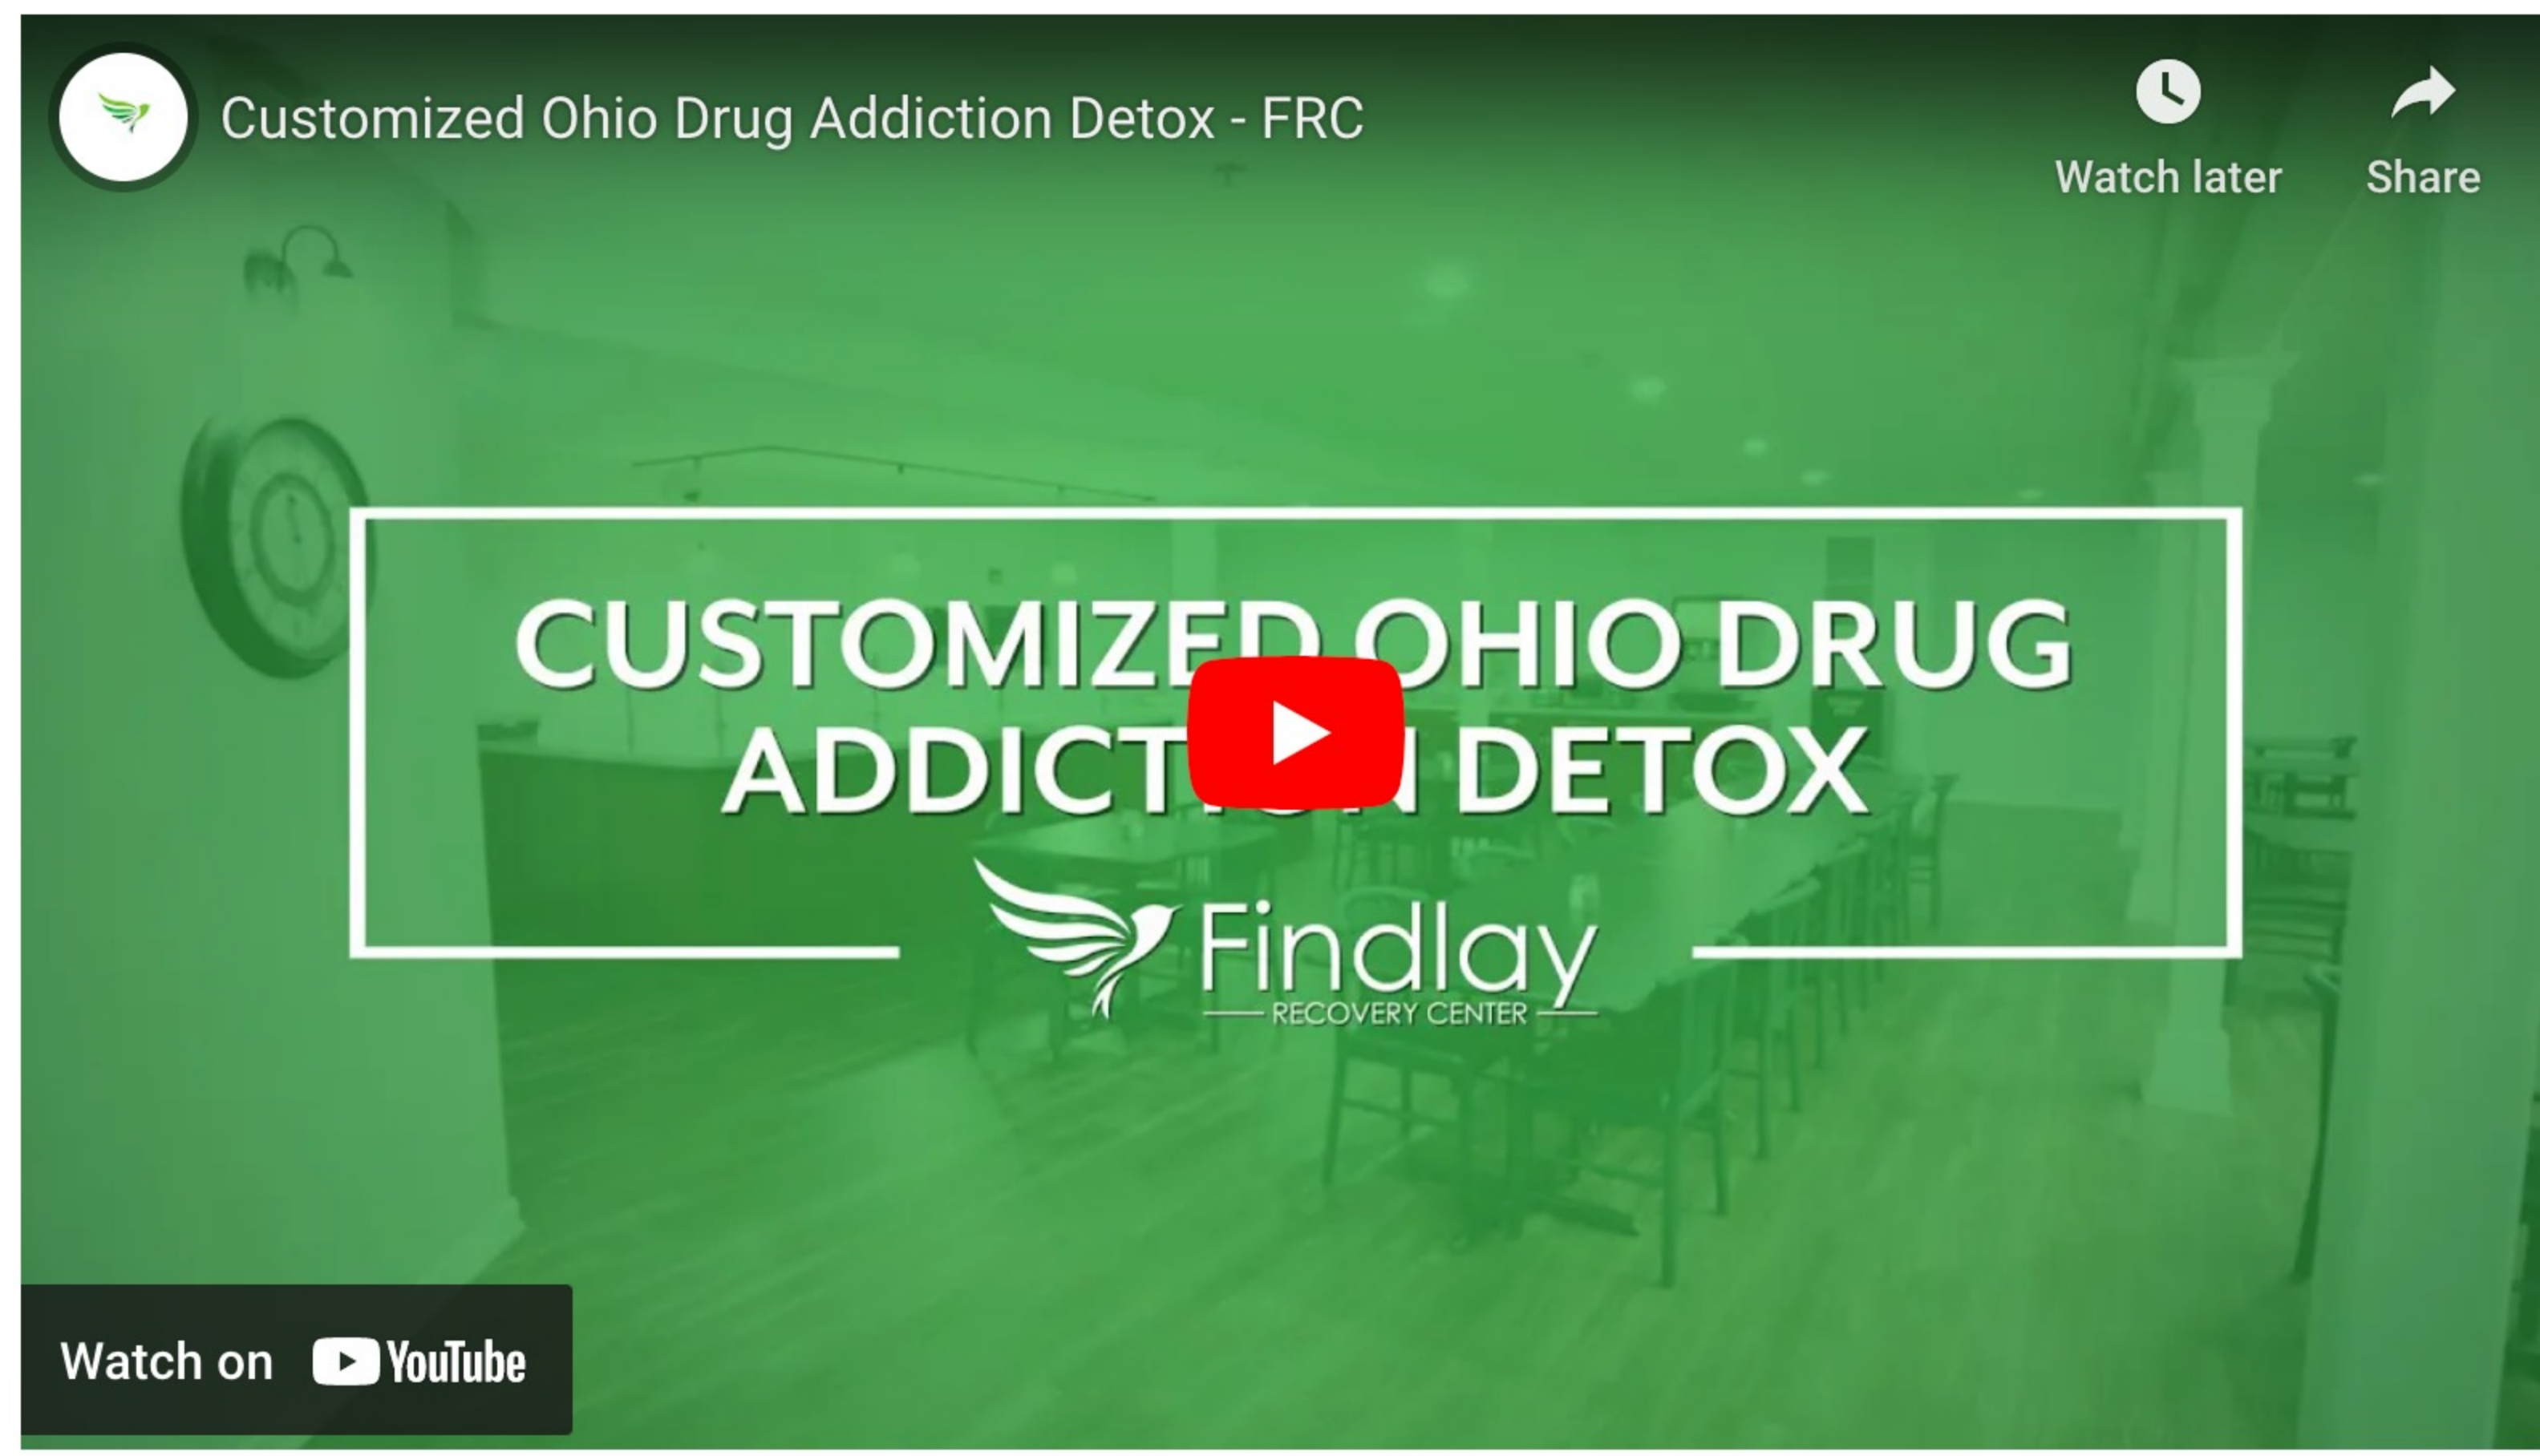 Customized Ohio Drug Addiction Detox - FRC
Watch later
Share
CUSTOMIZED OHIO DRUG
ADDICTION DETOX
Findlay
RECOVERY CENTER
Watch on YouTube